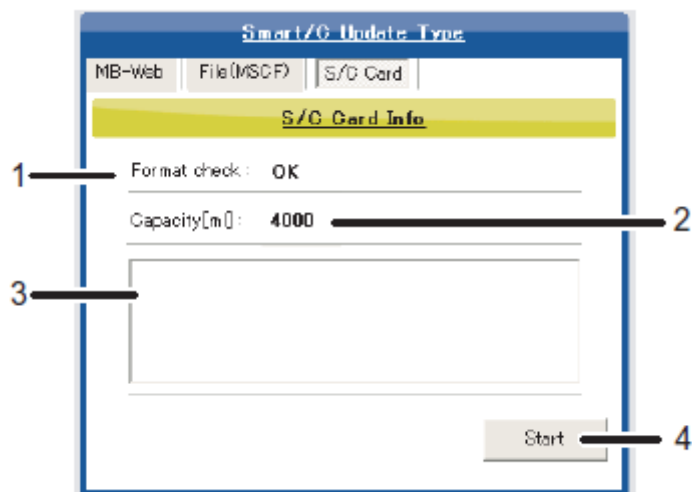 Smart/C Update Type
MB-Web File(MSCF) S/C Card
S/C Card Info
1 Format check : OK
Capacity[ml]: 4000 2
3
Start 4